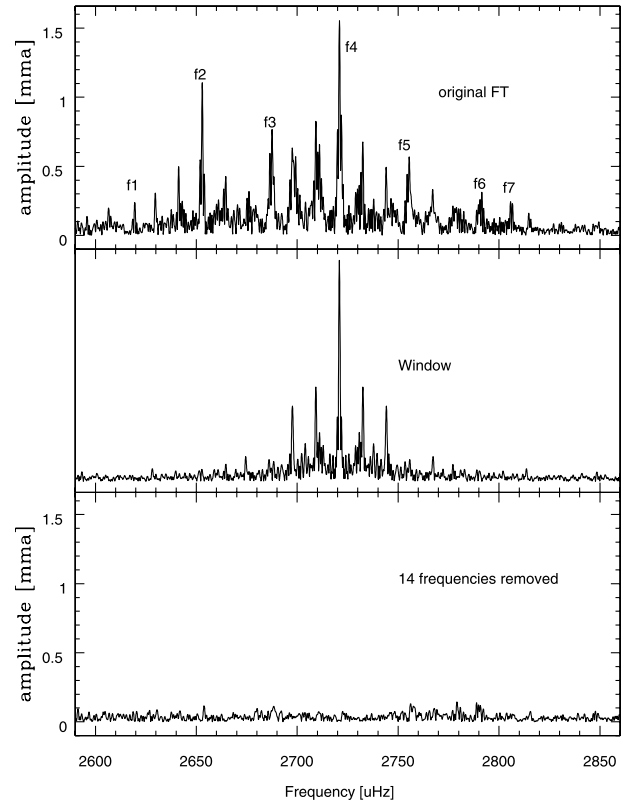 amplitude [mma]
1.5
1
0.5
0
f1
f2
f3
f4
f5
f6
f7
original FT
Window
amplitude [mma]
1.5
1
0.5
0
14 frequencies removed
2600 2650 2700 2750 2800 2850
Frequency [uHz]